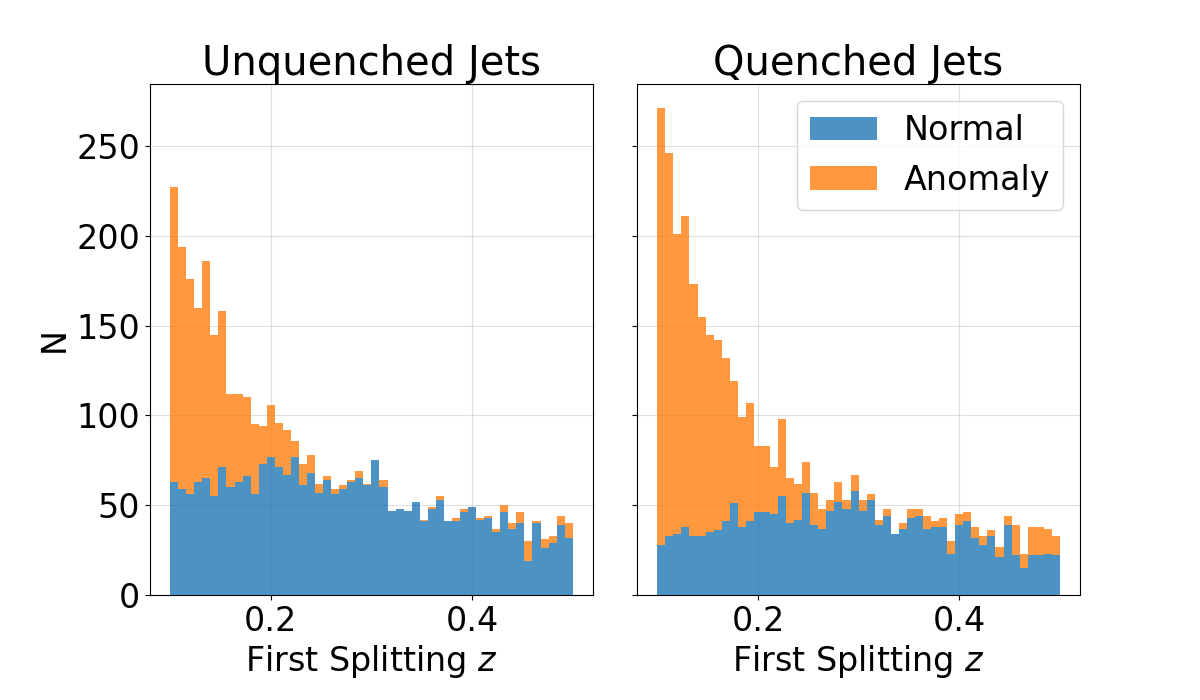 Unquenched Jets
Quenched Jets
Normal
Anomaly
N
250
200
150
100
50
0
0.2
0.4
0.2
0.4
First Splitting z
First Splitting z